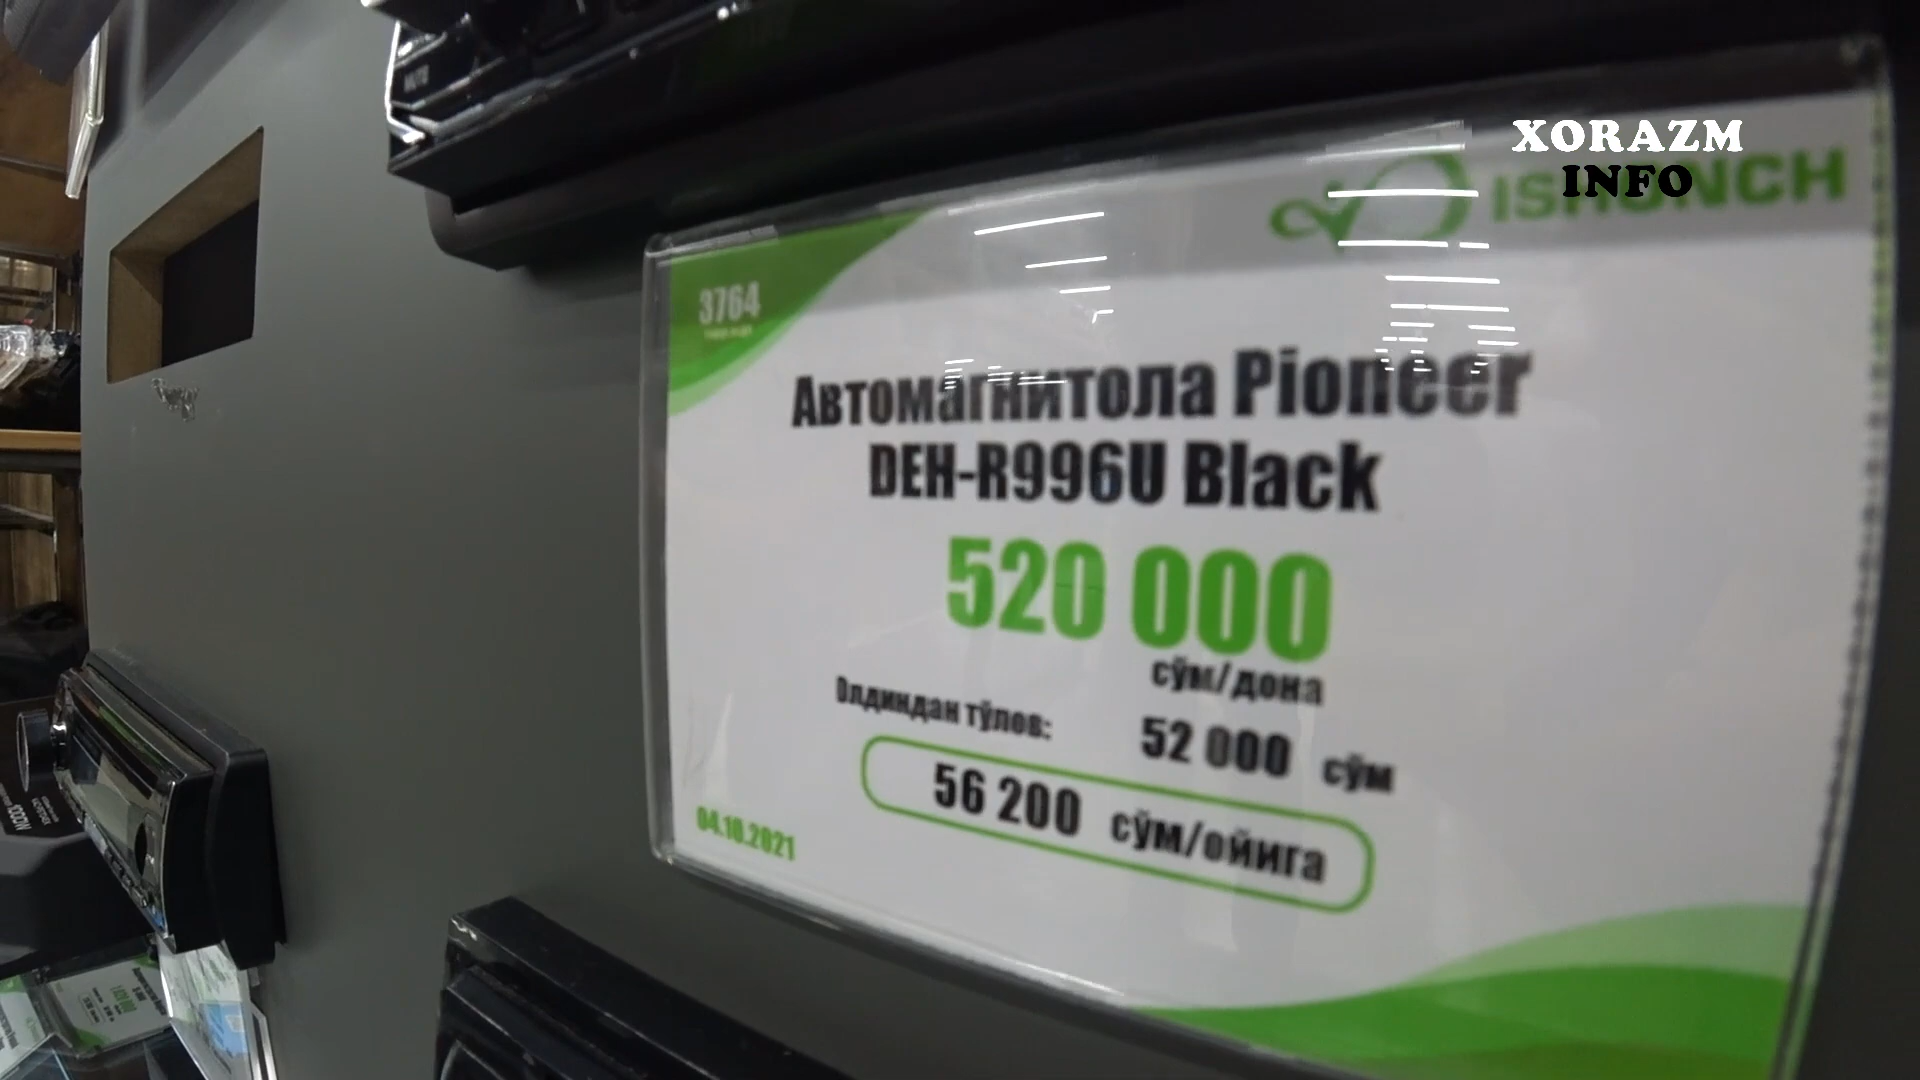 XORAZM
INFO
ISHONCH
3764
Автомагнитола Pioneer
DEH-R996U Black
520 000
сўм/дона
Олдиндан тўлов: 52 000 сўм
56 200 сўм/ойига
04.10.2021